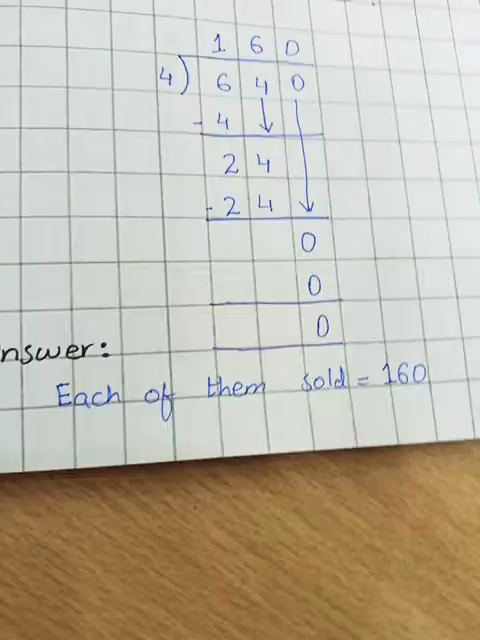 1 6 0
4) 6 4 0
- 4
2 4
- 2 4
0
0
0
nswer:
Each of them sold = 160